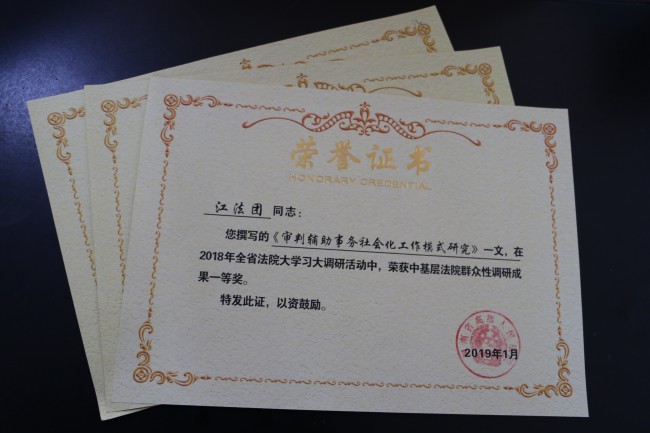 荣誉证书
HONORARY CREDENTIAL
江法团 同志：
您撰写的《审判辅助事务社会化工作模式研究》一文，在
2018年全省法院大学习大调研活动中，荣获中基层法院群众性调研成
果一等奖。
特发此证，以资鼓励。
2019年1月